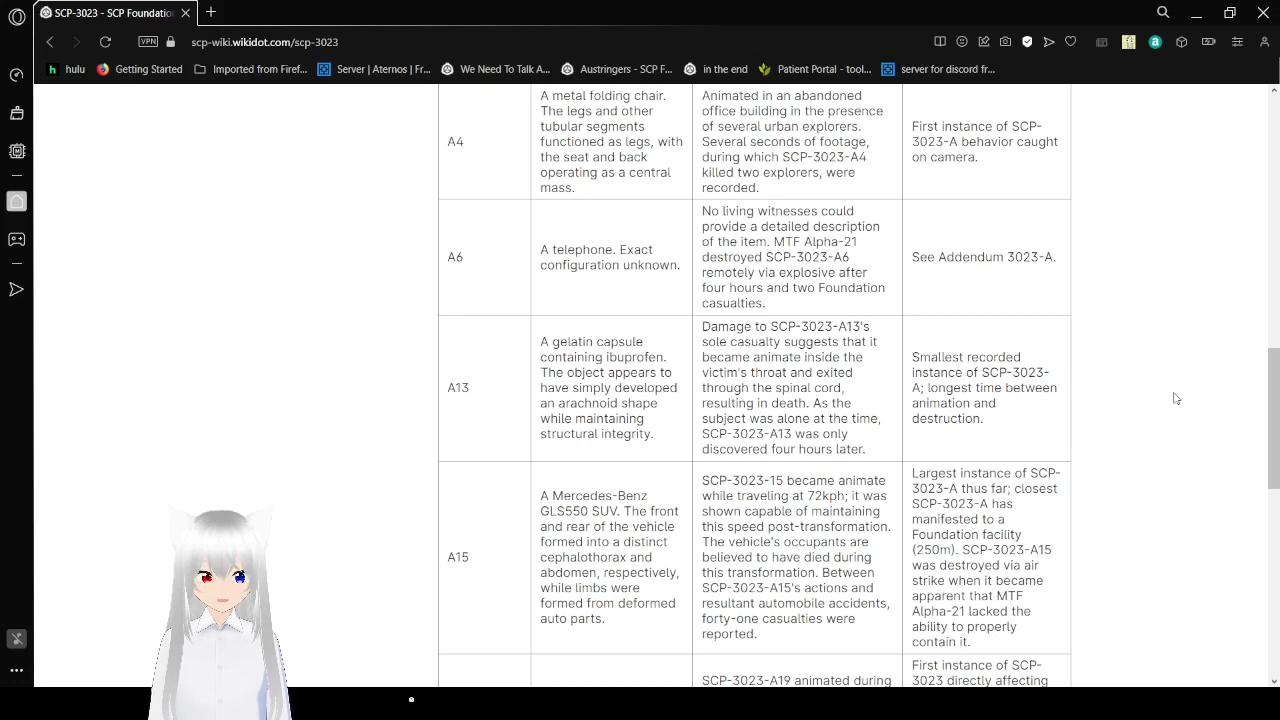 SCP-3023 - SCP Foundation
VPN
scp-wiki.wikidot.com/scp-3023
hulu
Getting Started
Imported from Firef...
Server | Aternos | Fr...
We Need To Talk A...
Austringers - SCP F...
in the end
Patient Portal - tool...
server for discord fr...
A4
A metal folding chair.
The legs and other
tubular segments
functioned as legs, with
the seat and back
operating as a central
mass.
Animated in an abandoned
office building in the presence
of several urban explorers.
Several seconds of footage,
during which SCP-3023-A4
killed two explorers, were
recorded.
First instance of SCP-
3023-A behavior caught
on camera.
A6
A telephone. Exact
configuration unknown.
No living witnesses could
provide a detailed description
of the item. MTF Alpha-21
destroyed SCP-3023-A6
remotely via explosive after
four hours and two Foundation
casualties.
See Addendum 3023-A.
A13
A gelatin capsule
containing ibuprofen.
The object appears to
have simply developed
an arachnoid shape
while maintaining
structural integrity.
Damage to SCP-3023-A13's
sole casualty suggests that it
became animate inside the
victim's throat and exited
through the spinal cord,
resulting in death. As the
subject was alone at the time,
SCP-3023-A13 was only
discovered four hours later.
Smallest recorded
instance of SCP-3023-
A; longest time between
animation and
destruction.
A15
A Mercedes-Benz
GLS550 SUV. The front
and rear of the vehicle
formed into a distinct
cephalothorax and
abdomen, respectively,
while limbs were
formed from deformed
auto parts.
SCP-3023-15 became animate
while traveling at 72kph; it was
shown capable of maintaining
this speed post-transformation.
The vehicle's occupants are
believed to have died during
this transformation. Between
SCP-3023-A15's actions and
resultant automobile accidents,
forty-one casualties were
reported.
Largest instance of SCP-
3023-A thus far; closest
SCP-3023-A has
manifested to a
Foundation facility
(250m). SCP-3023-A15
was destroyed via air
strike when it became
apparent that MTF
Alpha-21 lacked the
ability to properly
contain it.
SCP-3023-A19 animated during
First instance of SCP-
3023 directly affecting